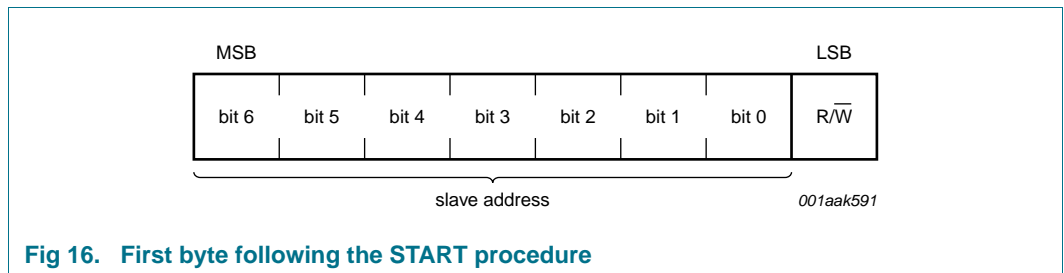 MSB LSB
bit 6 bit 5 bit 4 bit 3 bit 2 bit 1 bit 0 R/W̅
slave address 001aak591
Fig 16. First byte following the START procedure